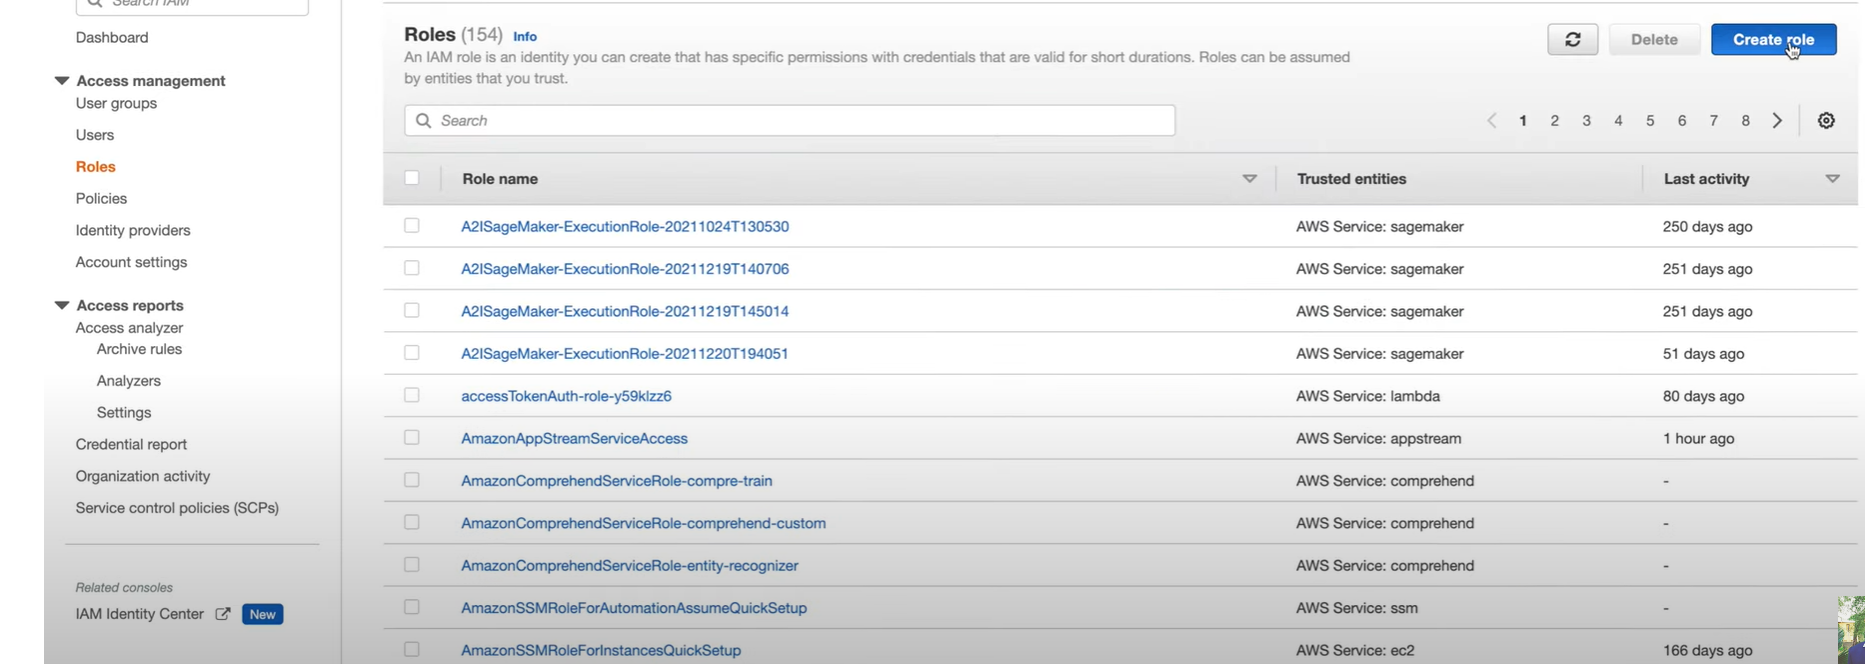 Search IAM
Dashboard
Access management
User groups
Users
Roles
Policies
Identity providers
Account settings
Access reports
Access analyzer
Archive rules
Analyzers
Settings
Credential report
Organization activity
Service control policies (SCPs)
Related consoles
IAM Identity Center New
Roles (154) Info
An IAM role is an identity you can create that has specific permissions with credentials that are valid for short durations. Roles can be assumed
by entities that you trust.
Delete Create role
Search
1 2 3 4 5 6 7 8
Role name Trusted entities Last activity
A2ISageMaker-ExecutionRole-20211024T130530 AWS Service: sagemaker 250 days ago
A2ISageMaker-ExecutionRole-20211219T140706 AWS Service: sagemaker 251 days ago
A2ISageMaker-ExecutionRole-20211219T145014 AWS Service: sagemaker 251 days ago
A2ISageMaker-ExecutionRole-20211220T194051 AWS Service: sagemaker 51 days ago
accessTokenAuth-role-y59klzz6 AWS Service: lambda 80 days ago
AmazonAppStreamServiceAccess AWS Service: appstream 1 hour ago
AmazonComprehendServiceRole-compre-train AWS Service: comprehend -
AmazonComprehendServiceRole-comprehend-custom AWS Service: comprehend -
AmazonComprehendServiceRole-entity-recognizer AWS Service: comprehend -
AmazonSSMRoleForAutomationAssumeQuickSetup AWS Service: ssm -
AmazonSSMRoleForInstancesQuickSetup AWS Service: ec2 166 days ago